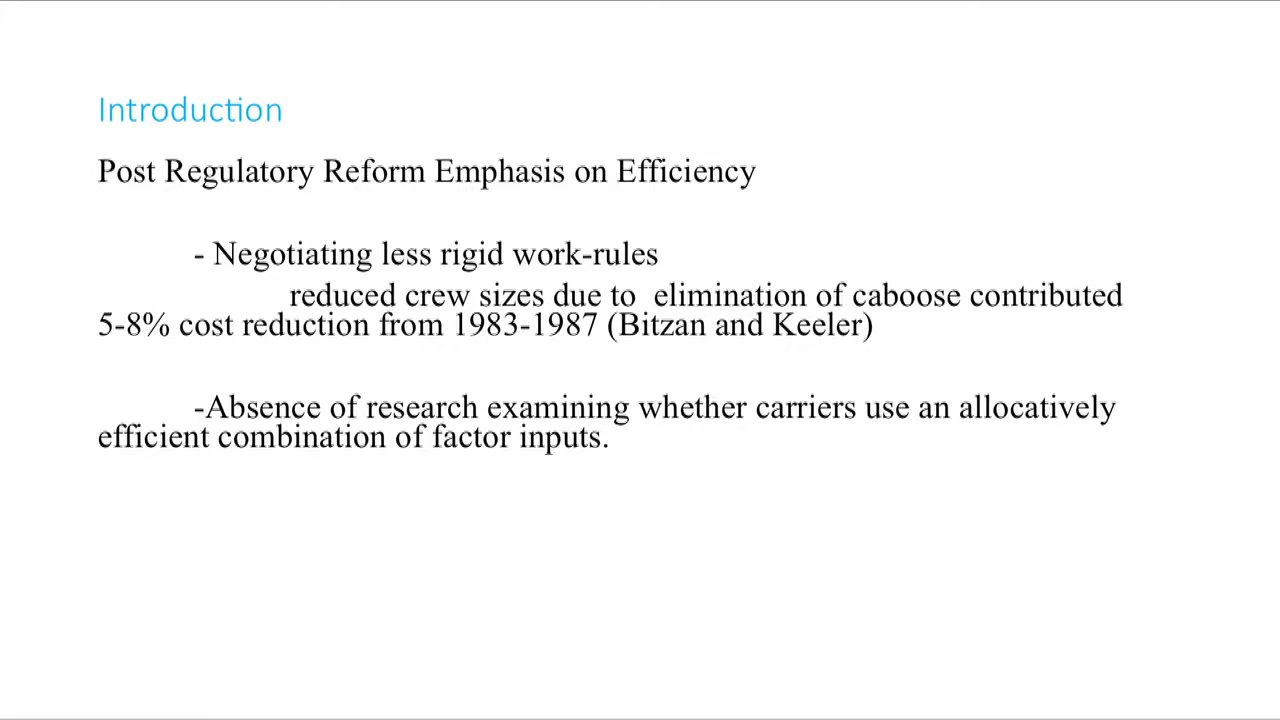 Introduction
Post Regulatory Reform Emphasis on Efficiency
- Negotiating less rigid work-rules
reduced crew sizes due to  elimination of caboose contributed
5-8% cost reduction from 1983-1987 (Bitzan and Keeler)
-Absence of research examining whether carriers use an allocatively
efficient combination of factor inputs.